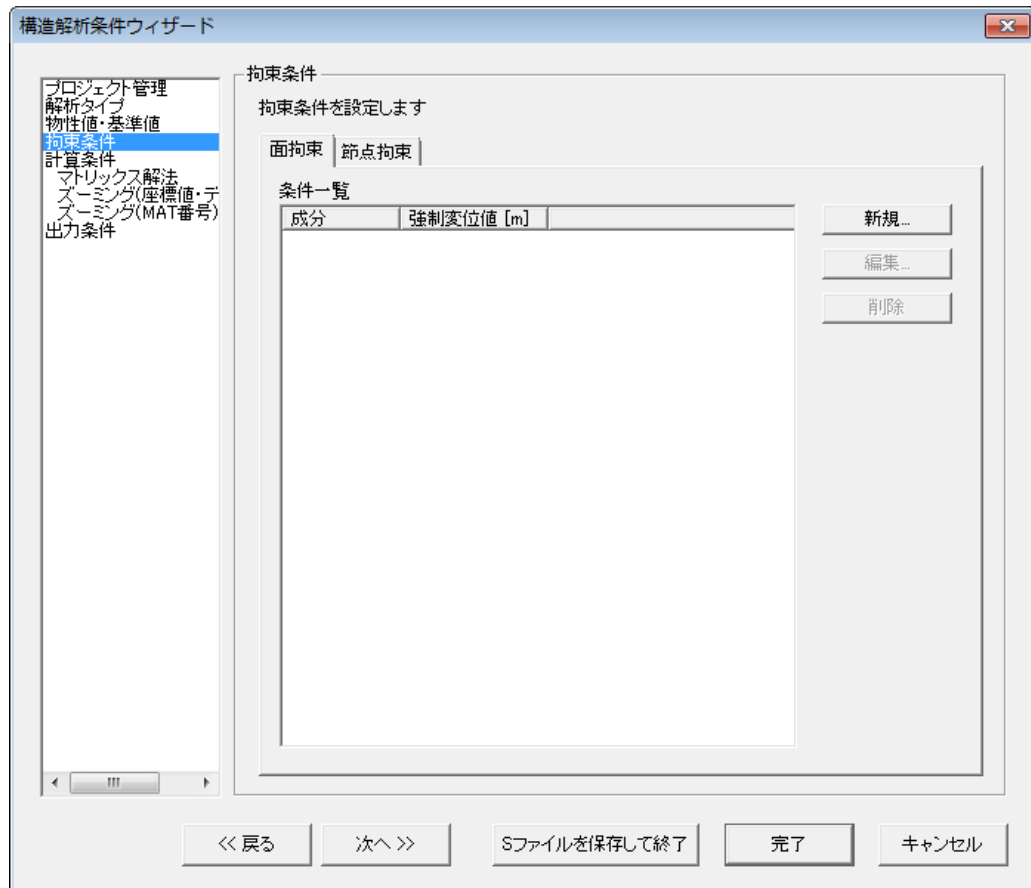 構造解析条件ウィザード
プロジェクト管理
解析タイプ
物性値・基準値
拘束条件
計算条件
マトリックス解法
ズーミング(座標値・デ
ズーミング(MAT番号)
出力条件
拘束条件
拘束条件を設定します
面拘束 節点拘束
条件一覧
成分 強制変位値 [m]
新規...
編集...
削除
<< 戻る 次へ >> Sファイルを保存して終了 完了 キャンセル